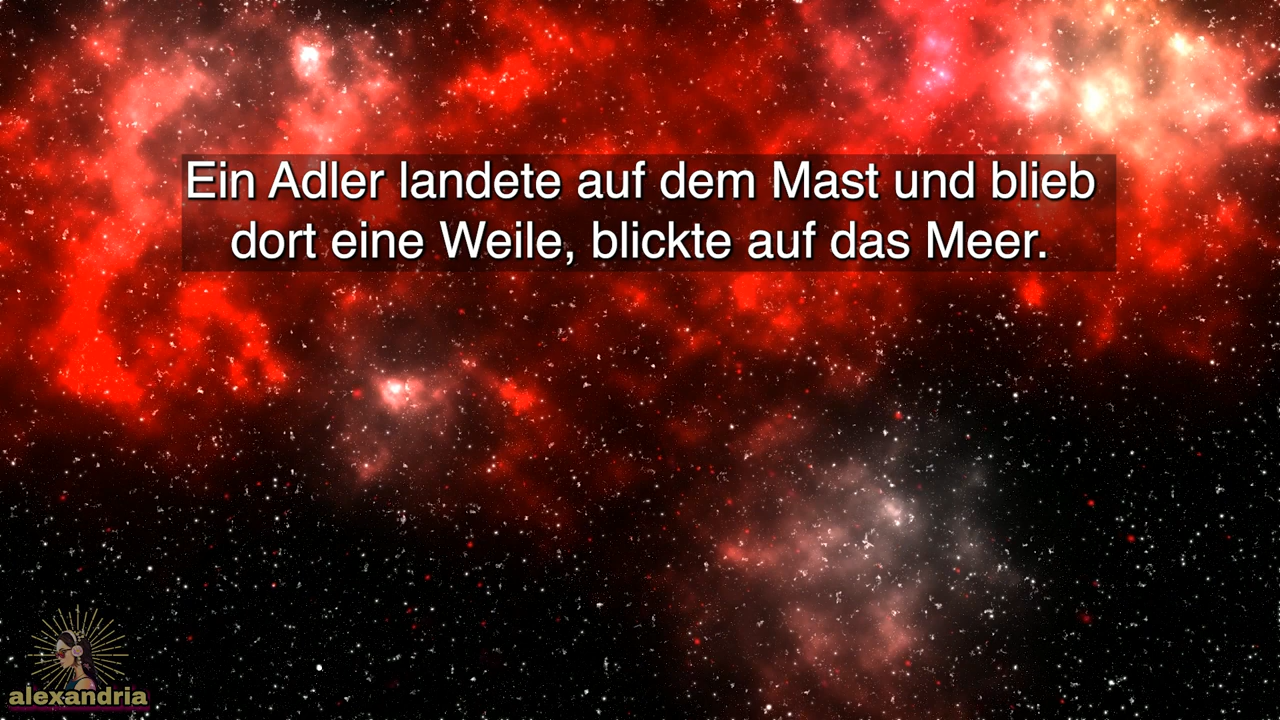 Ein Adler landete auf dem Mast und blieb
dort eine Weile, blickte auf das Meer.
alexandria